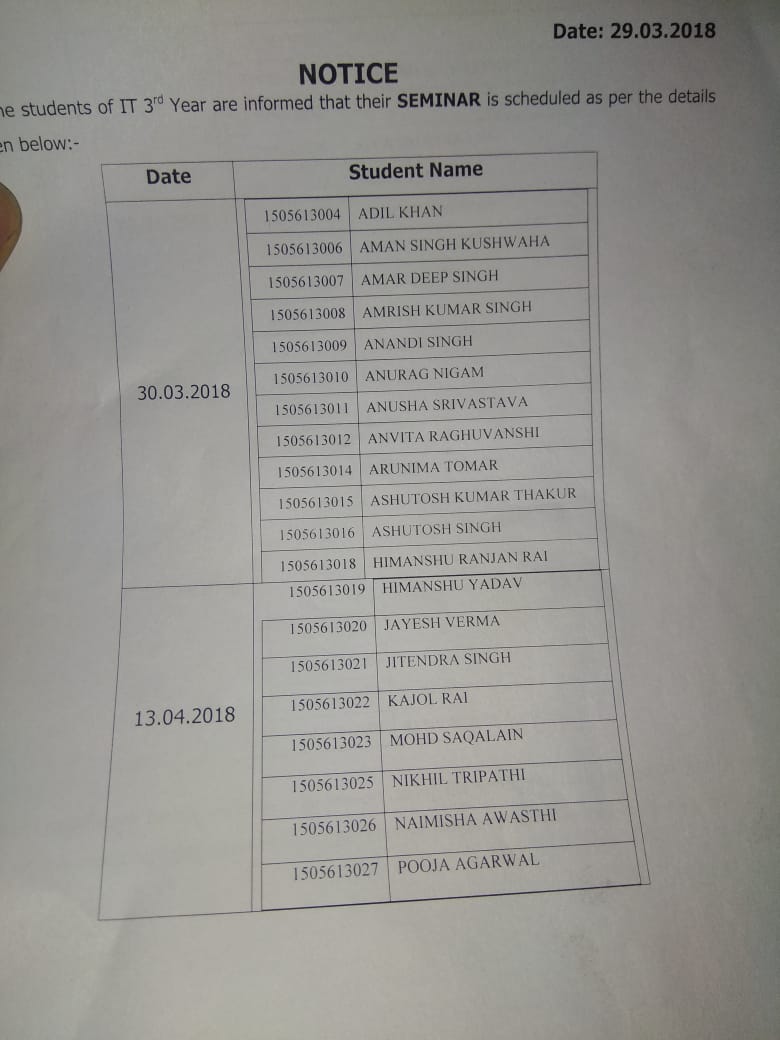 Date: 29.03.2018
NOTICE
students of IT 3rd Year are informed that their SEMINAR is scheduled as per the details
below:-
Date Student Name
30.03.2018
1505613004 ADIL KHAN
1505613006 AMAN SINGH KUSHWAHA
1505613007 AMAR DEEP SINGH
1505613008 AMRISH KUMAR SINGH
1505613009 ANANDI SINGH
1505613010 ANURAG NIGAM
1505613011 ANUSHA SRIVASTAVA
1505613012 ANVITA RAGHUVANSHI
1505613014 ARUNIMA TOMAR
1505613015 ASHUTOSH KUMAR THAKUR
1505613016 ASHUTOSH SINGH
1505613018 HIMANSHU RANJAN RAI
13.04.2018
1505613019 HIMANSHU YADAV
1505613020 JAYESH VERMA
1505613021 JITENDRA SINGH
1505613022 KAJOL RAI
1505613023 MOHD SAQALAIN
1505613025 NIKHIL TRIPATHI
1505613026 NAIMISHA AWASTHI
1505613027 POOJA AGARWAL